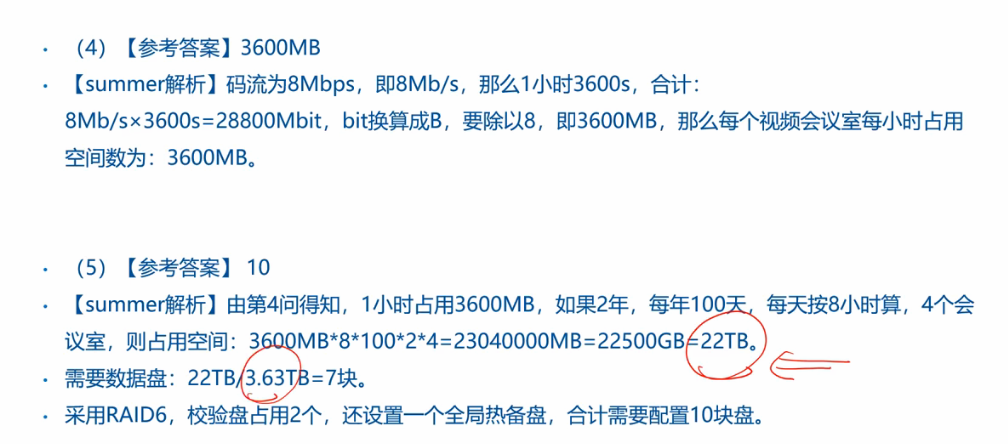 • （4）【参考答案】3600MB
• 【summer解析】码流为8Mbps，即8Mb/s，那么1小时3600s，合计：
8Mb/s×3600s=28800Mbit，bit换算成B，要除以8，即3600MB，那么每个视频会议室每小时占用
空间数为：3600MB。
• （5）【参考答案】 10
• 【summer解析】由第4问得知，1小时占用3600MB，如果2年，每年100天，每天按8小时算，4个会
议室，则占用空间：3600MB*8*100*2*4=23040000MB=22500GB=22TB。
• 需要数据盘：22TB/3.63TB=7块。
• 采用RAID6，校验盘占用2个，还设置一个全局热备盘，合计需要配置10块盘。